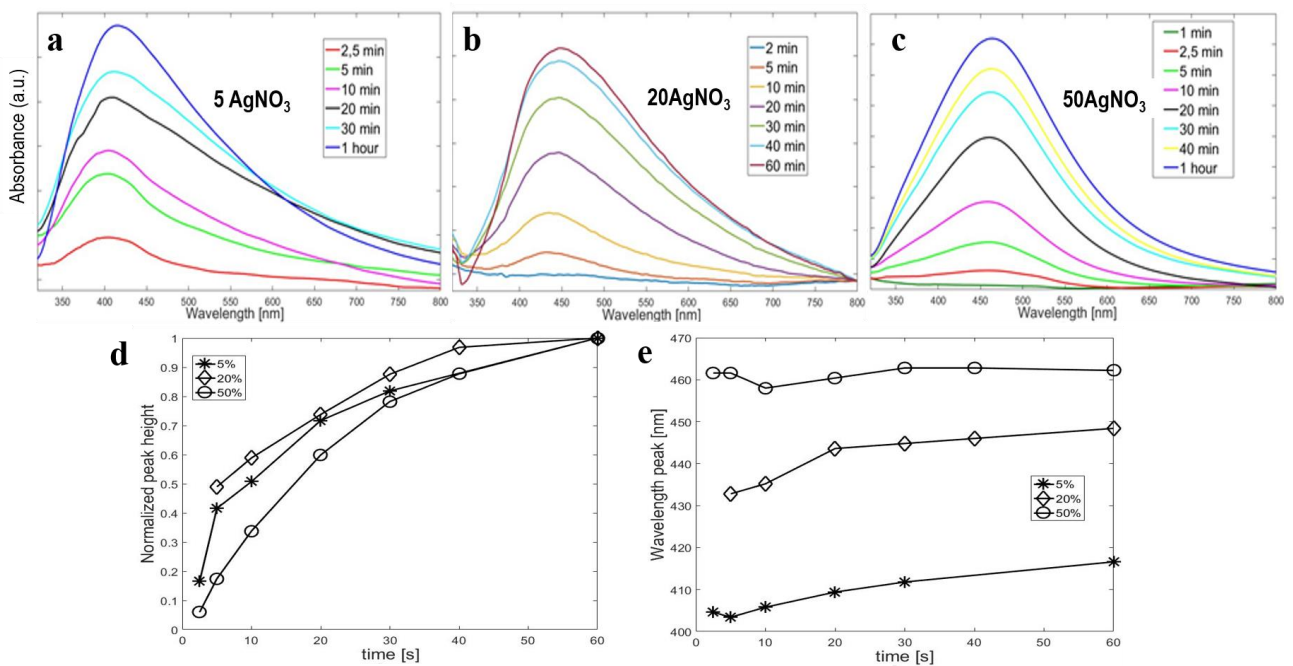 a
5 AgNO3
2,5 min
5 min
10 min
20 min
30 min
1 hour
Absorbance (a.u.)
350 400 450 500 550 600 650 700 800
Wavelength [nm]
b
20AgNO3
2 min
5 min
10 min
20 min
30 min
40 min
60 min
350 400 450 500 550 600 650 700 800
Wavelength [nm]
c
50AgNO3
1 min
2,5 min
5 min
10 min
20 min
30 min
40 min
1 hour
350 400 450 500 550 600 650 700 750 800
Wavelength [nm]
d
5%
20%
50%
Normalized peak height
1
0.9
0.8
0.7
0.6
0.5
0.4
0.3
0.2
0.1
0
0 10 20 30 40 50 60
time [s]
e
5%
20%
50%
Wavelength peak [nm]
470
460
450
440
430
420
410
400
0 10 20 30 40 50 60
time [s]